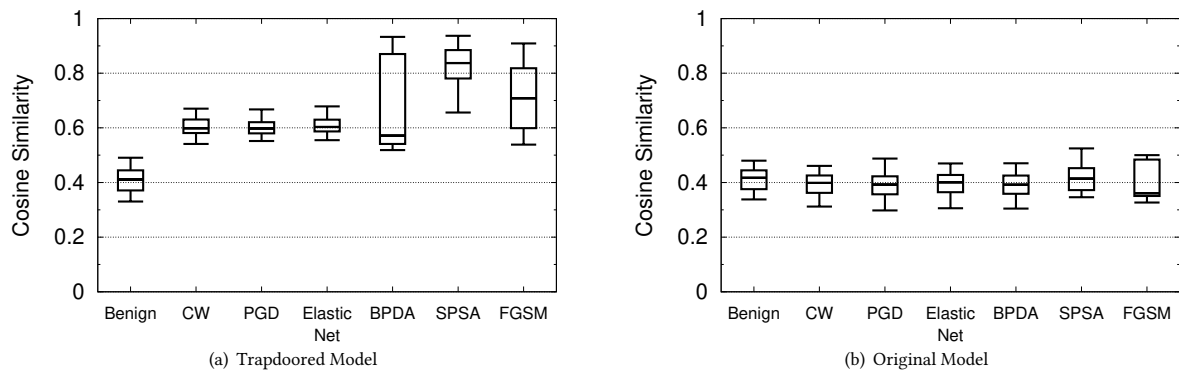 1
0.8
0.6
0.4
0.2
0
Cosine Similarity
Benign CW PGD Elastic Net BPDA SPSA FGSM
(a) Trapdoored Model
1
0.8
0.6
0.4
0.2
0
Cosine Similarity
Benign CW PGD Elastic Net BPDA SPSA FGSM
(b) Original Model